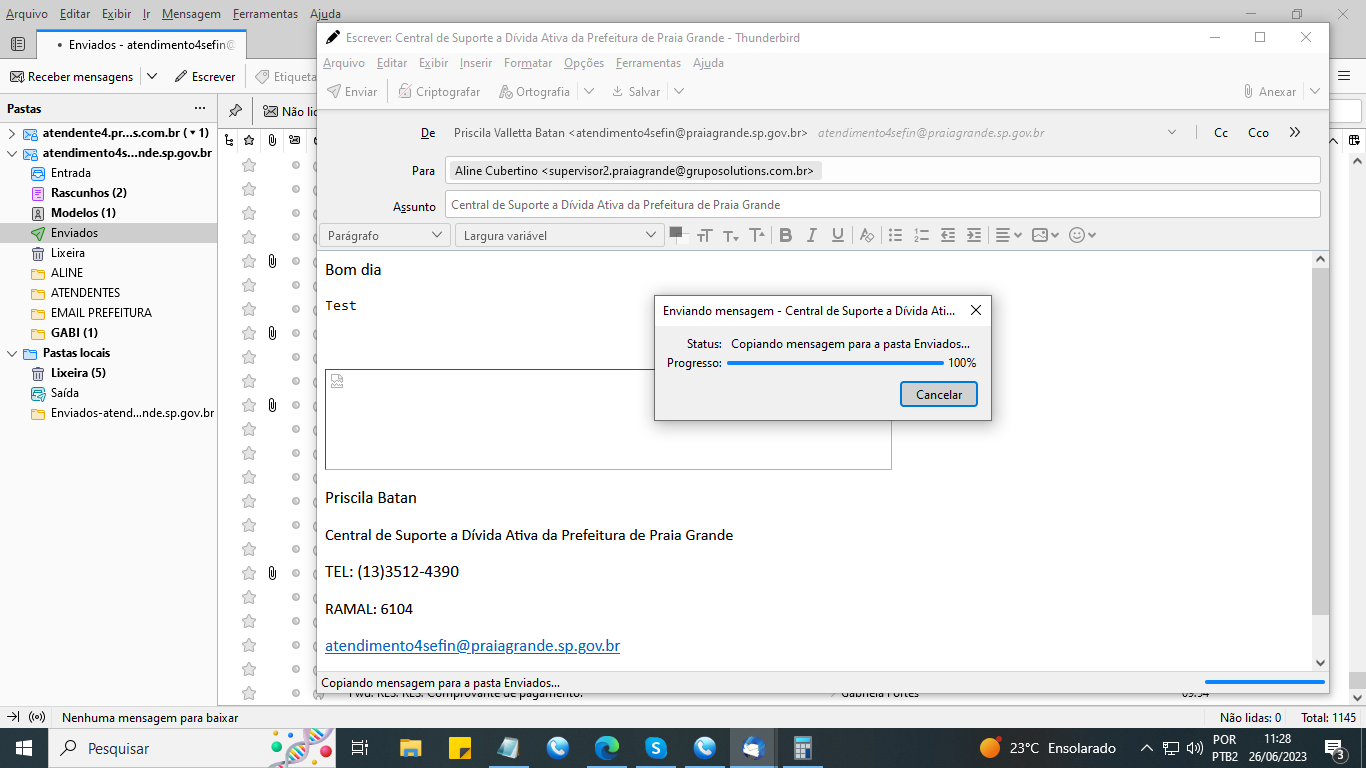 Arquivo Editar Exibir Ir Mensagem Ferramentas Ajuda
Enviados - atendimento4sefin@
Escrever: Central de Suporte a Dívida Ativa da Prefeitura de Praia Grande - Thunderbird
Arquivo Editar Exibir Inserir Formatar Opções Ferramentas Ajuda
Receber mensagens Escrever Etiqueta
Enviar Criptografar Ortografia Salvar Anexar
Pastas
Não lid
atendente4.pr...s.com.br ( 1)
atendimento4s...nde.sp.gov.br
Entrada
Rascunhos (2)
Modelos (1)
Enviados
Lixeira
ALINE
ATENDENTES
EMAIL PREFEITURA
GABI (1)
Pastas locais
Lixeira (5)
Saída
Enviados-atend...nde.sp.gov.br
De Priscila Valletta Batan <atendimento4sefin@praiagrande.sp.gov.br> atendimento4sefin@praiagrande.sp.gov.br Cc Cco
Para Aline Cubertino <supervisor2.praiagrande@gruposolutions.com.br>
Assunto Central de Suporte a Dívida Ativa da Prefeitura de Praia Grande
Parágrafo Largura variável
Bom dia
Test
Enviando mensagem - Central de Suporte a Dívida Ati...
Status: Copiando mensagem para a pasta Enviados...
Progresso: 100%
Cancelar
Priscila Batan
Central de Suporte a Dívida Ativa da Prefeitura de Praia Grande
TEL: (13)3512-4390
RAMAL: 6104
atendimento4sefin@praiagrande.sp.gov.br
Copiando mensagem para a pasta Enviados...
Fwd: RES: RES: Comprovante de pagamento. Gabriela Fortes 09:54
Nenhuma mensagem para baixar Não lidas: 0 Total: 1145
Pesquisar 23°C Ensolarado POR 11:28
PTB2 26/06/2023 3